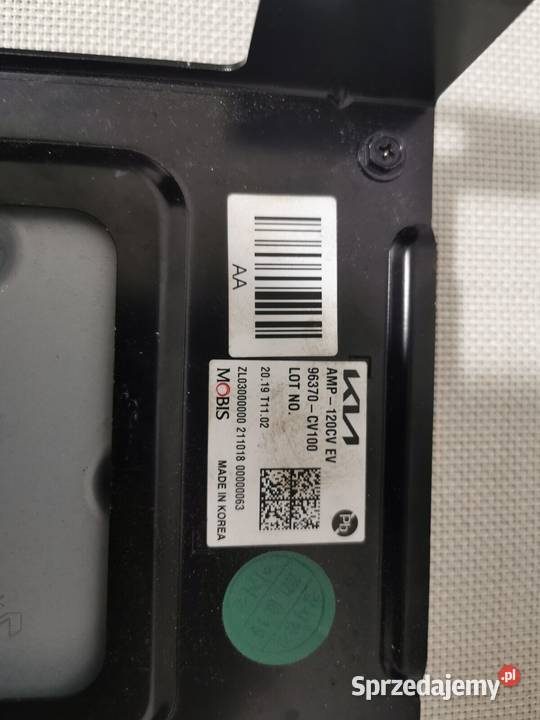 AA
KIA
AMP-120CV EV
96370-CV100
LOT NO.
20.19 T11.02
ZL03000000 211018 00000063
MOBIS
MADE IN KOREA
Pb
Sprzedajemy.pl